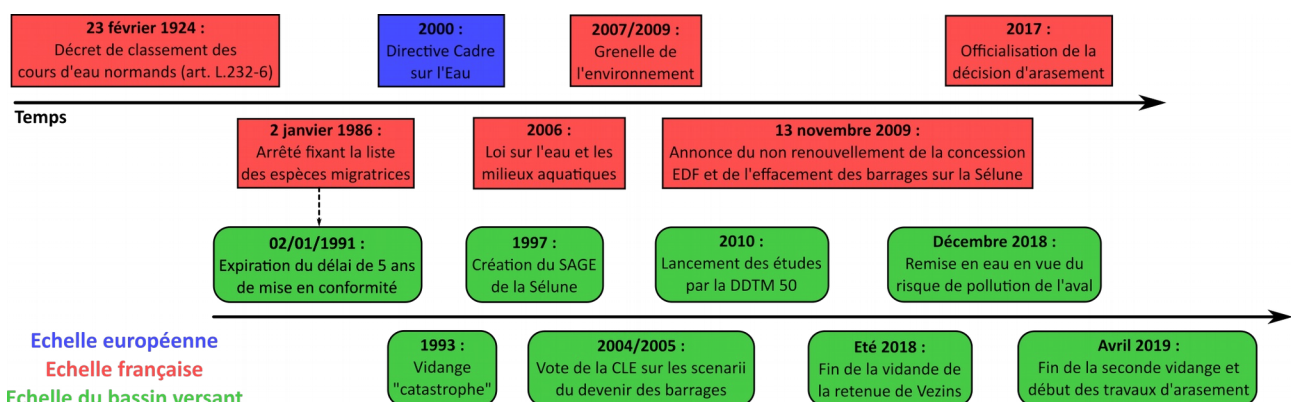 23 février 1924 :
Décret de classement des
cours d'eau normands (art. L.232-6)
2000 :
Directive Cadre
sur l'Eau
2007/2009 :
Grenelle de
l'environnement
2017 :
Officialisation de la
décision d'arasement
Temps
2 janvier 1986 :
Arrêté fixant la liste
des espèces migratrices
2006 :
Loi sur l'eau et les
milieux aquatiques
13 novembre 2009 :
Annonce du non renouvellement de la concession
EDF et de l'effacement des barrages sur la Sélune
02/01/1991 :
Expiration du délai de 5 ans
de mise en conformité
1997 :
Création du SAGE
de la Sélune
2010 :
Lancement des études
par la DDTM 50
Décembre 2018 :
Remise en eau en vue du
risque de pollution de l'aval
Echelle européenne
Echelle française
Echelle du bassin versant
1993 :
Vidange
"catastrophe"
2004/2005 :
Vote de la CLE sur les scenarii
du devenir des barrages
Eté 2018 :
Fin de la vidande de
la retenue de Vezins
Avril 2019 :
Fin de la seconde vidange et
début des travaux d'arasement